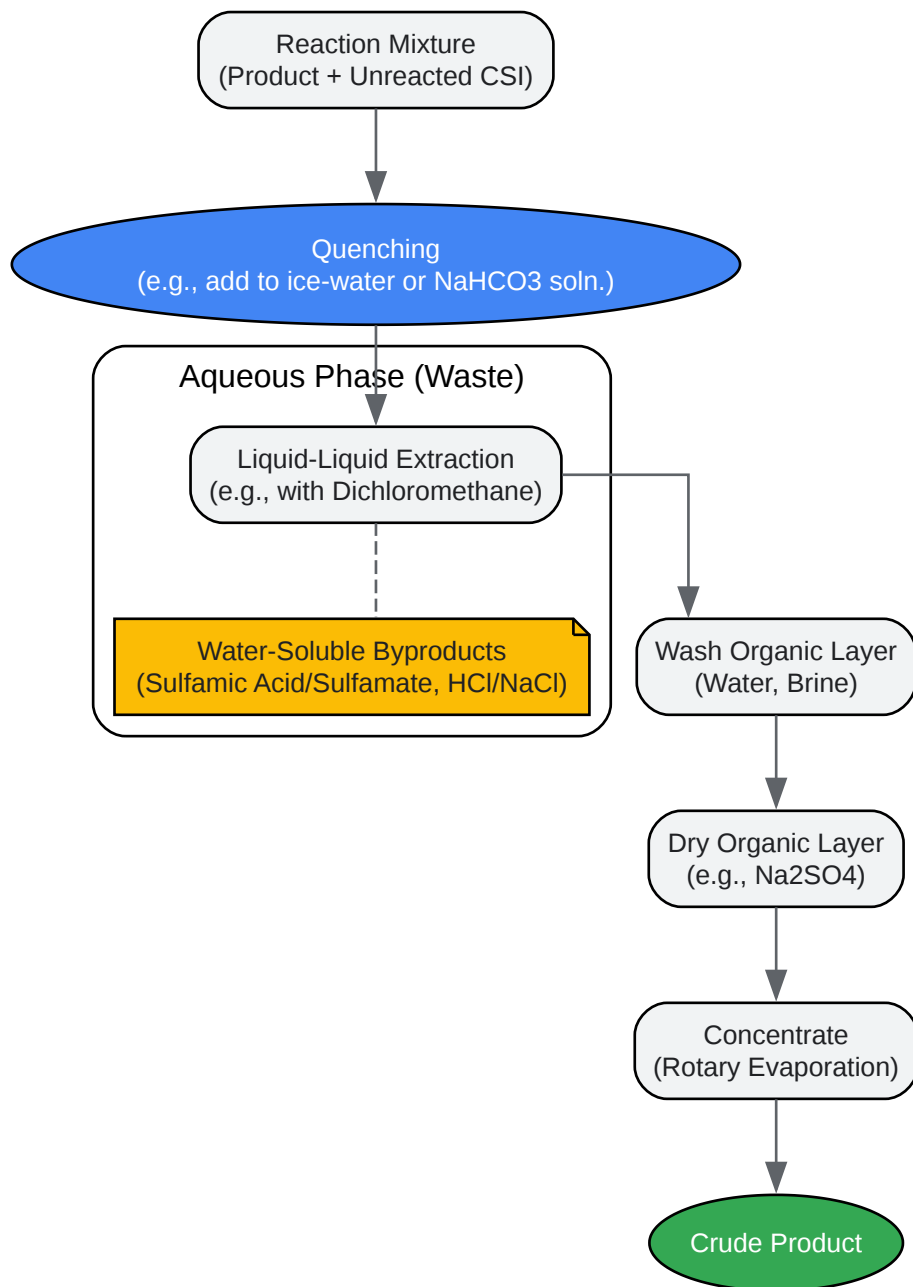 Reaction Mixture
(Product + Unreacted CSI)
Quenching
(e.g., add to ice-water or NaHCO3 soln.)
Aqueous Phase (Waste)
Liquid-Liquid Extraction
(e.g., with Dichloromethane)
Water-Soluble Byproducts
(Sulfamic Acid/Sulfamate, HCl/NaCl)
Wash Organic Layer
(Water, Brine)
Dry Organic Layer
(e.g., Na2SO4)
Concentrate
(Rotary Evaporation)
Crude Product